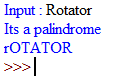 Input : Rotator
Its a palindrome
rOTATOR
>>>